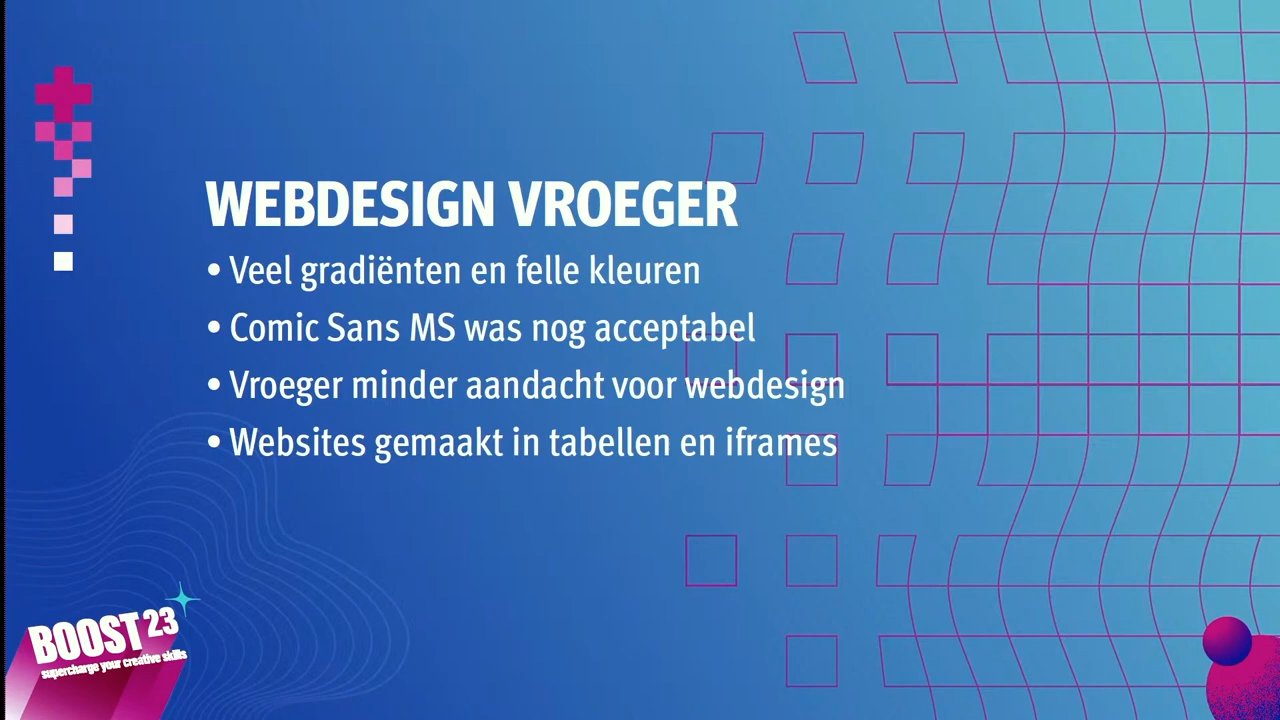 WEBDESIGN VROEGER
• Veel gradiënten en felle kleuren
• Comic Sans MS was nog acceptabel
• Vroeger minder aandacht voor webdesign
• Websites gemaakt in tabellen en iframes
BOOST 23
supercharge your creative skills